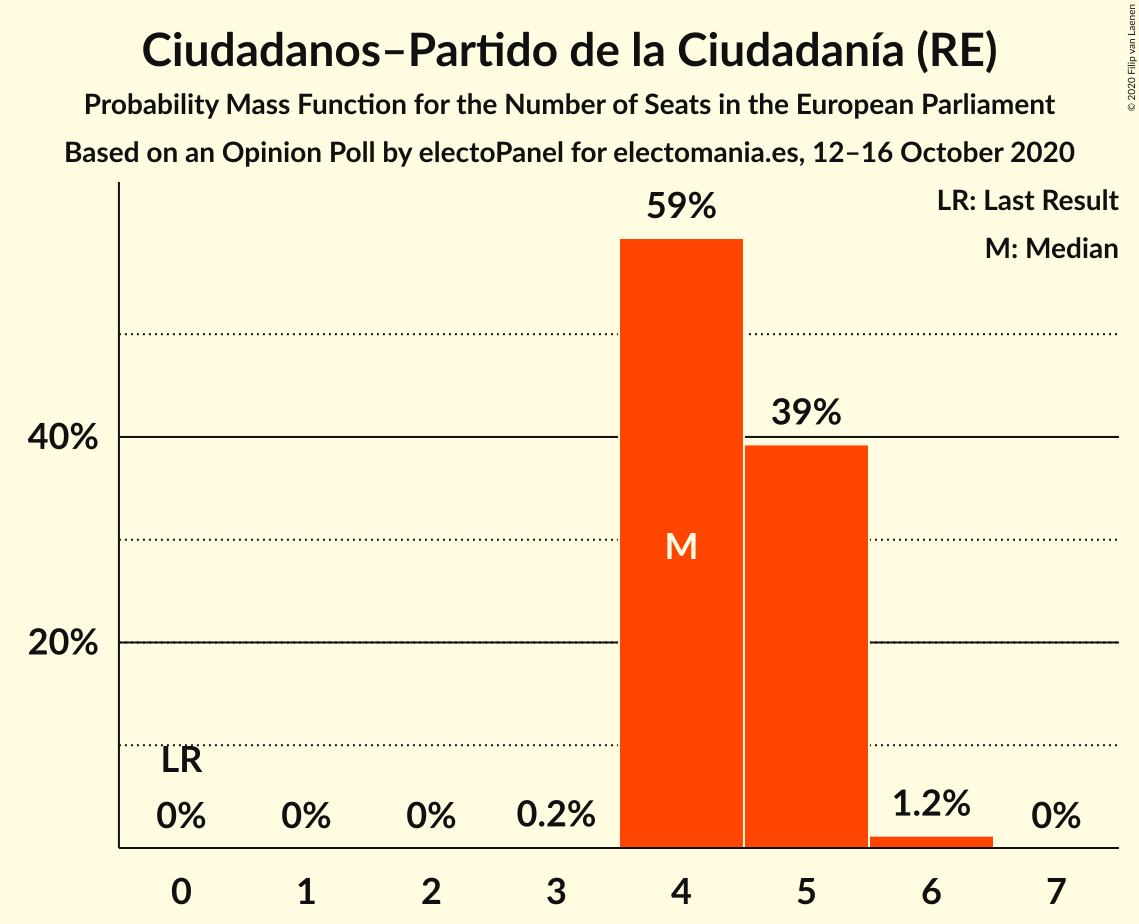 Ciudadanos–Partido de la Ciudadanía (RE)
Probability Mass Function for the Number of Seats in the European Parliament
Based on an Opinion Poll by electoPanel for electomania.es, 12–16 October 2020
© 2020 Filip van Laenen
LR: Last Result
M: Median
59%
39%
40%
M
20%
LR
0%
0%
0%
0.2%
1.2%
0%
0 1 2 3 4 5 6 7